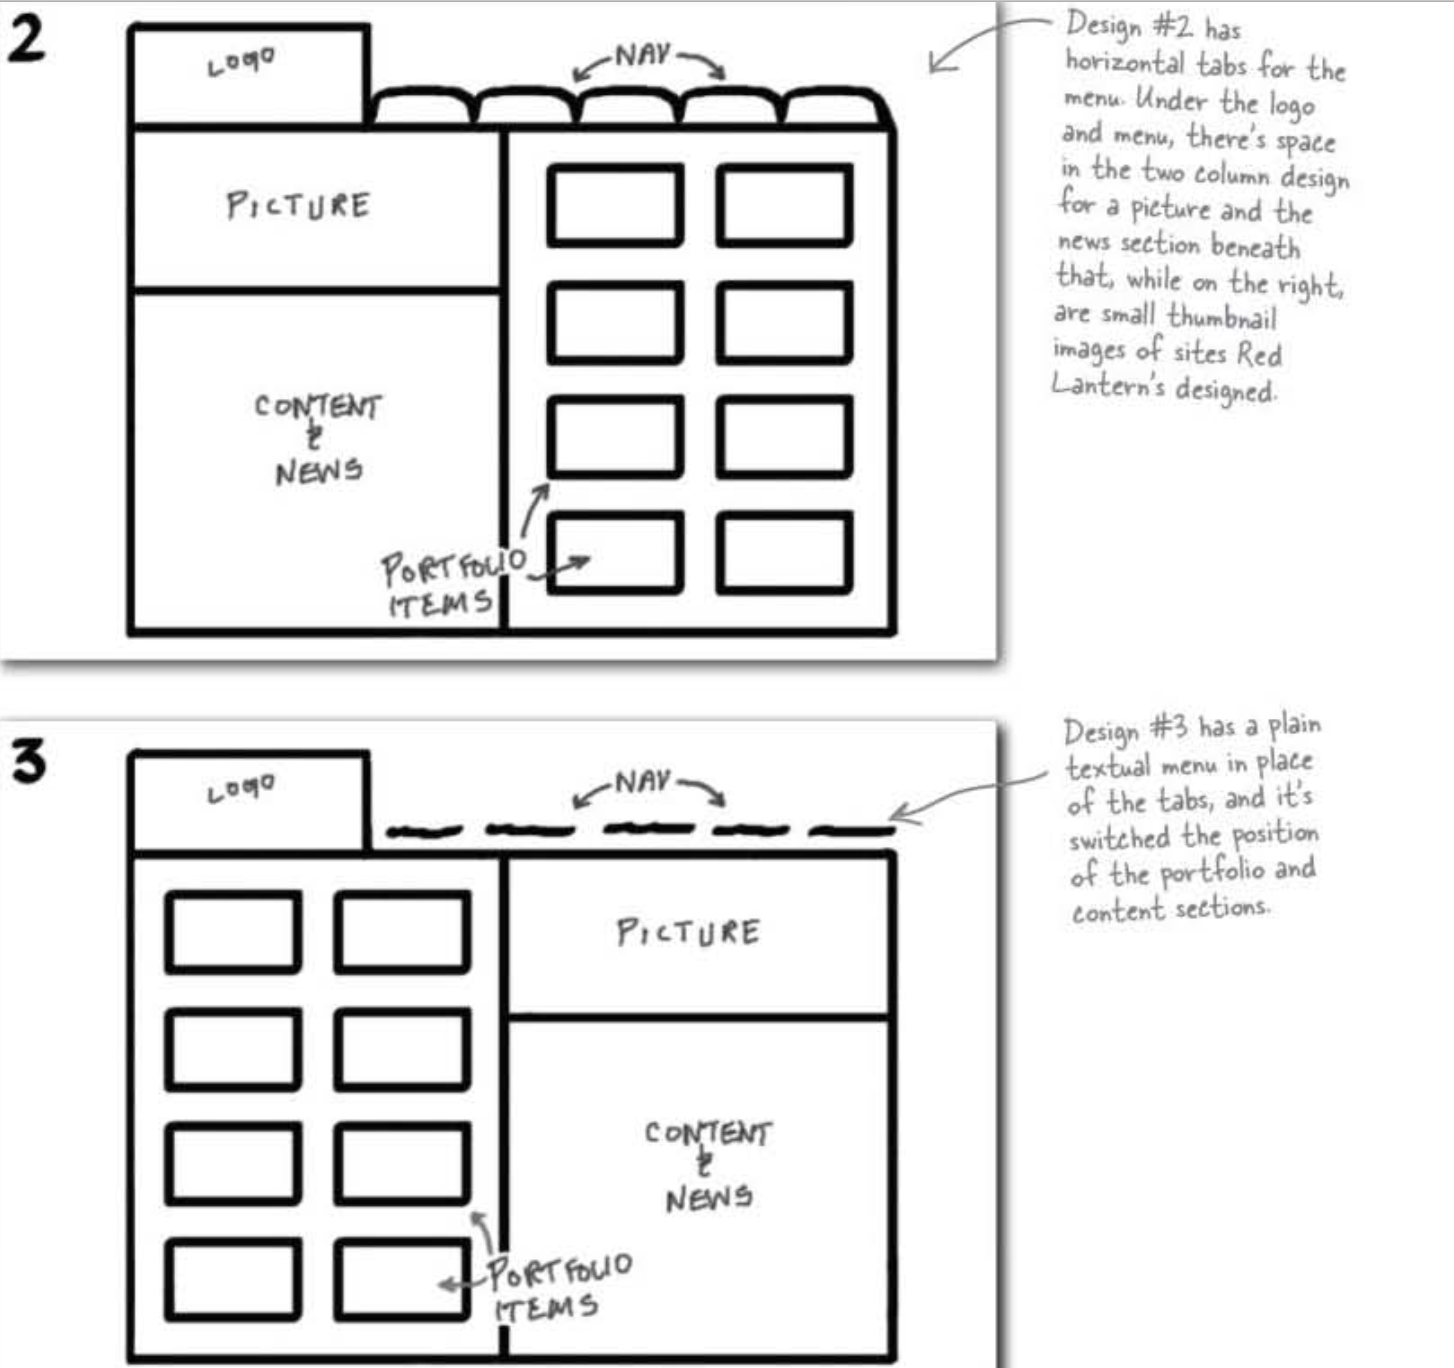 2
LOGO
NAV
PICTURE
CONTENT
&
NEWS
PORTFOLIO
ITEMS
Design #2 has
horizontal tabs for the
menu. Under the logo
and menu, there's space
in the two column design
for a picture and the
news section beneath
that, while on the right,
are small thumbnail
images of sites Red
Lantern's designed.
3
LOGO
NAV
PICTURE
CONTENT
&
NEWS
PORTFOLIO
ITEMS
Design #3 has a plain
textual menu in place
of the tabs, and it's
switched the position
of the portfolio and
content sections.